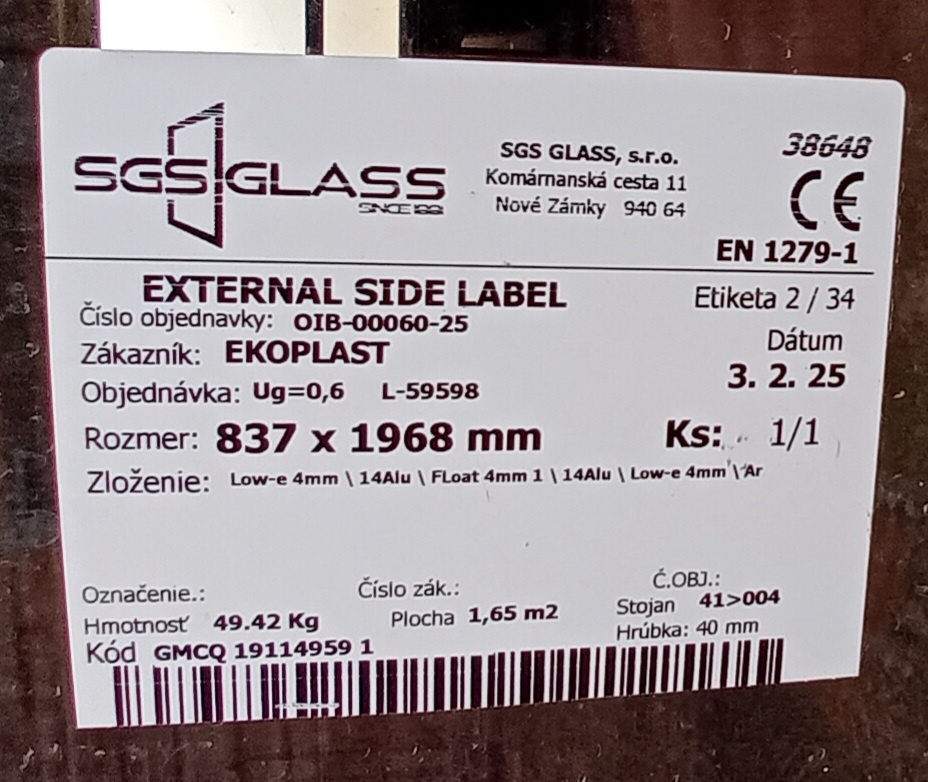 SGS GLASS
SGS GLASS, s.r.o.
Komárnanská cesta 11
Nové Zámky 940 64
38648
CE
EN 1279-1
EXTERNAL SIDE LABEL
Etiketa 2 / 34
Číslo objednavky: OIB-00060-25
Dátum
Zákazník: EKOPLAST
3. 2. 25
Objednávka: Ug=0,6 L-59598
Rozmer: 837 x 1968 mm
Ks: 1/1
Zloženie: Low-e 4mm \ 14Alu \ FLoat 4mm 1 \ 14Alu \ Low-e 4mm \ Ar
Označenie.:
Číslo zák.:
Č.OBJ.:
Hmotnosť 49.42 Kg
Plocha 1,65 m2
Stojan 41>004
Hrúbka: 40 mm
Kód GMCQ 19114959 1